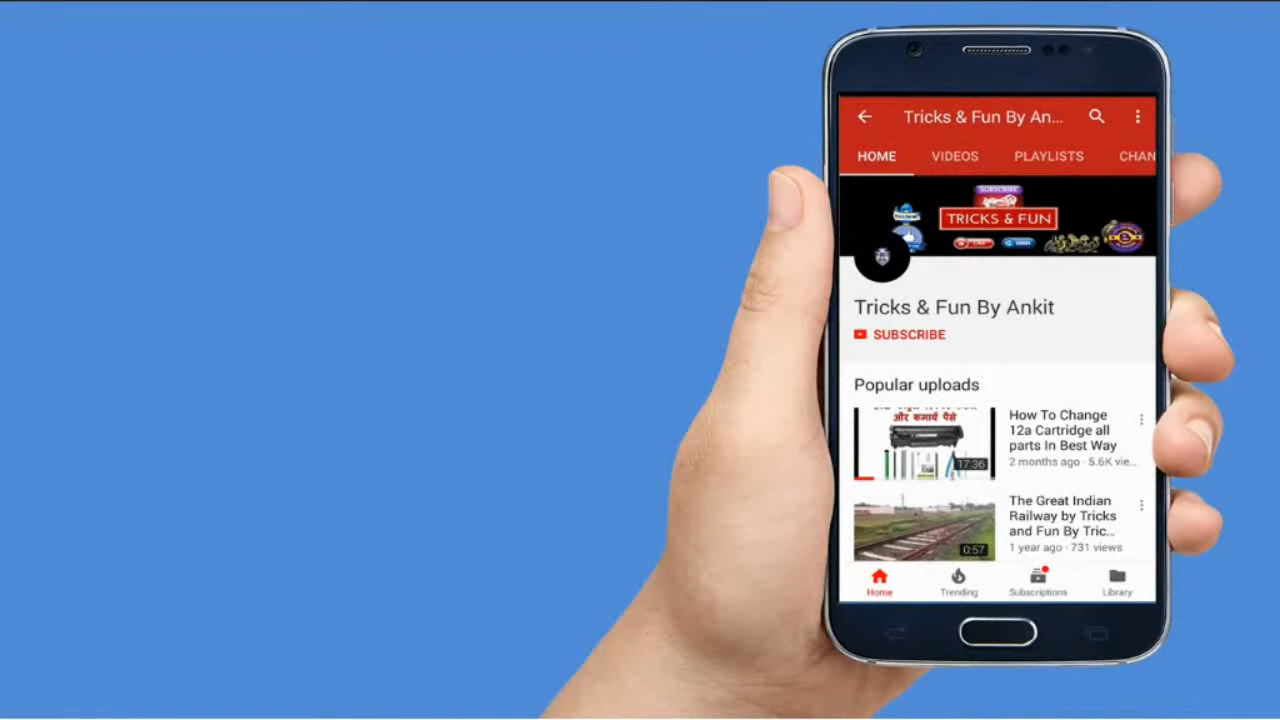 Tricks & Fun By An...
HOME VIDEOS PLAYLISTS CHAN
SUBSCRIBE
TRICKS & FUN
Tricks & Fun By Ankit
SUBSCRIBE
Popular uploads
और कमायें पैसे
17:36
How To Change
12a Cartridge all
parts In Best Way
2 months ago · 5.6K vie...
0:57
The Great Indian
Railway by Tricks
and Fun By Tric...
1 year ago · 731 views
Home Trending Subscriptions Library